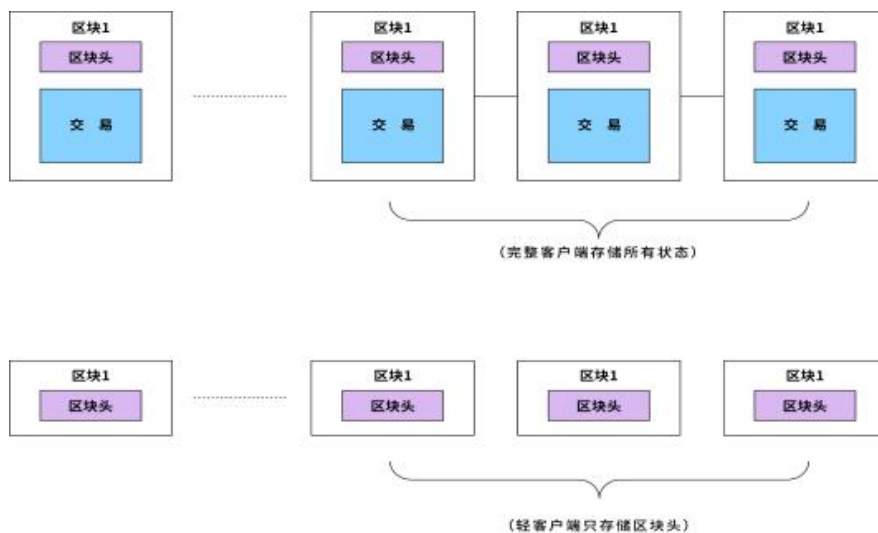 区块1 区块1 区块1 区块1
区块头 区块头 区块头 区块头
交 易 交 易 交 易 交 易
(完整客户端存储所有状态)
区块1 区块1 区块1 区块1
区块头 区块头 区块头 区块头
(轻客户端只存储区块头)